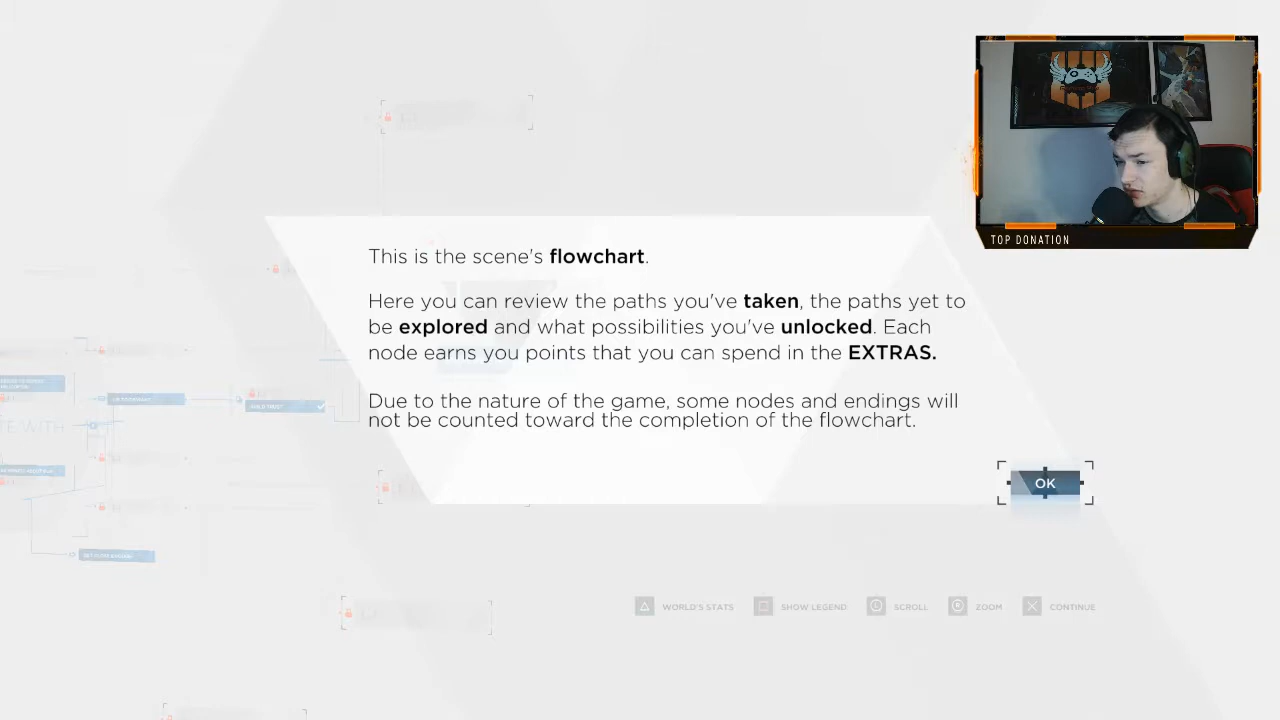 TOP DONATION
This is the scene's flowchart.
Here you can review the paths you've taken, the paths yet to
be explored and what possibilities you've unlocked. Each
node earns you points that you can spend in the EXTRAS.
Due to the nature of the game, some nodes and endings will
not be counted toward the completion of the flowchart.
OK
WORLD'S STATS
SHOW LEGEND
SCROLL
ZOOM
CONTINUE